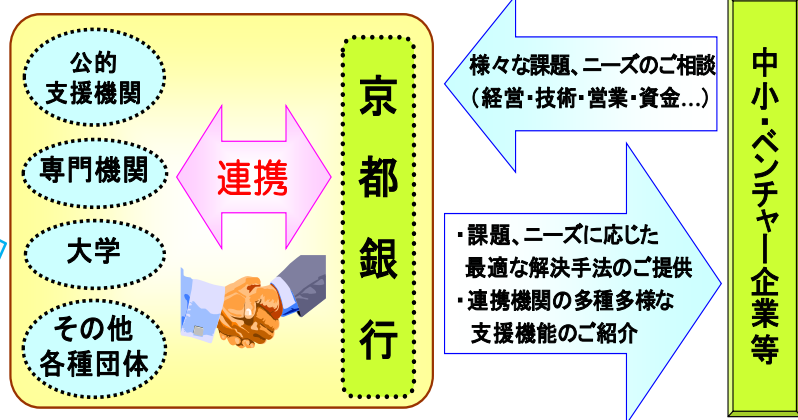 公的
支援機関
専門機関
大学
その他
各種団体
連携
京都銀行
様々な課題、ニーズのご相談
（経営・技術・営業・資金…）
・課題、ニーズに応じた
最適な解決手法のご提供
・連携機関の多種多様な
支援機能のご紹介
中小・ベンチャー企業等